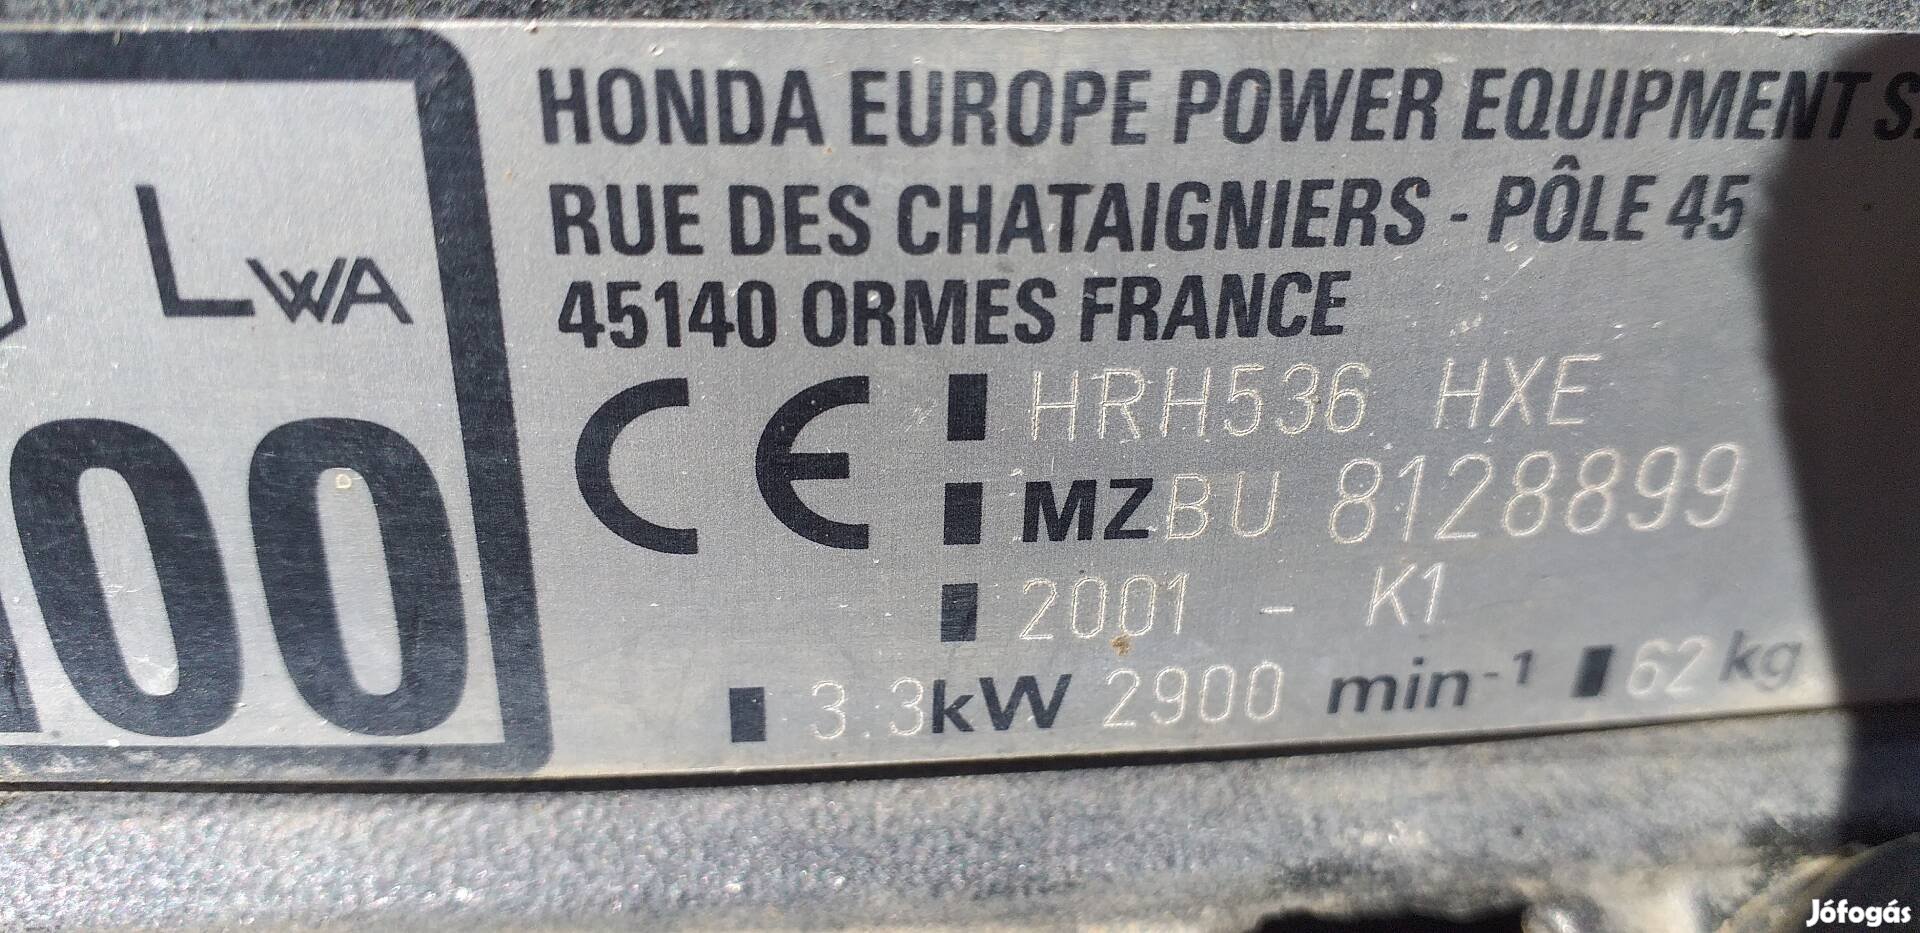 LWA
00
HONDA EUROPE POWER EQUIPMENT S.
RUE DES CHATAIGNIERS - PÔLE 45
45140 ORMES FRANCE
CE HRH536 HXE
MZBU 8128899
2001 - K1
3.3kW 2900 min-1 62 kg
Jófogás